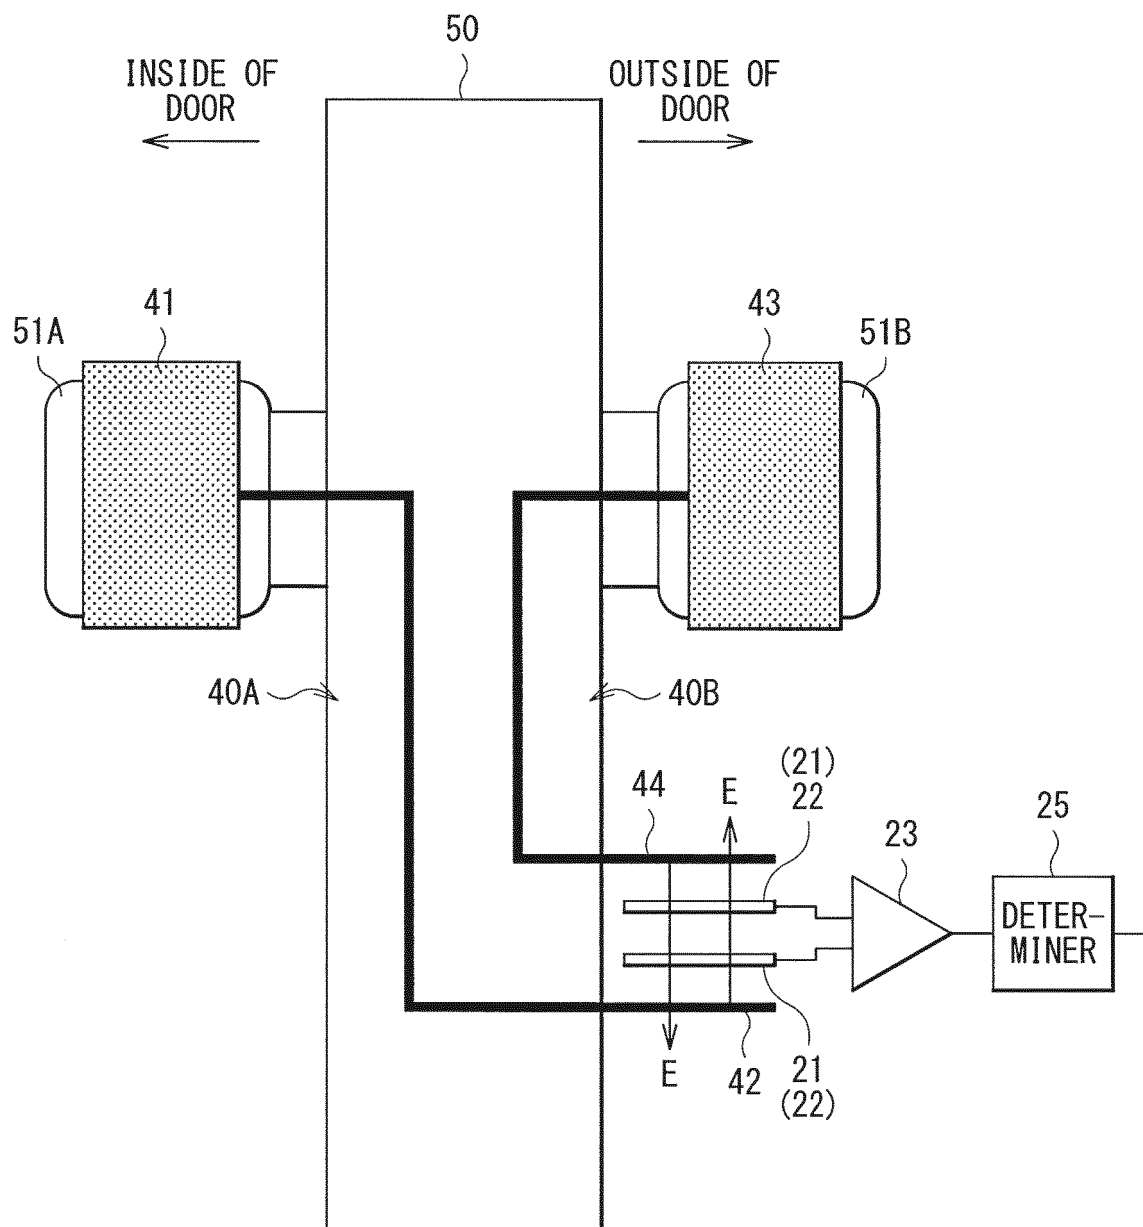 50
INSIDE OF
DOOR
OUTSIDE OF
DOOR
41
43
51A
51B
40A
40B
(21)
22
44
E
23
25
DETER-
MINER
E
42
21
(22)